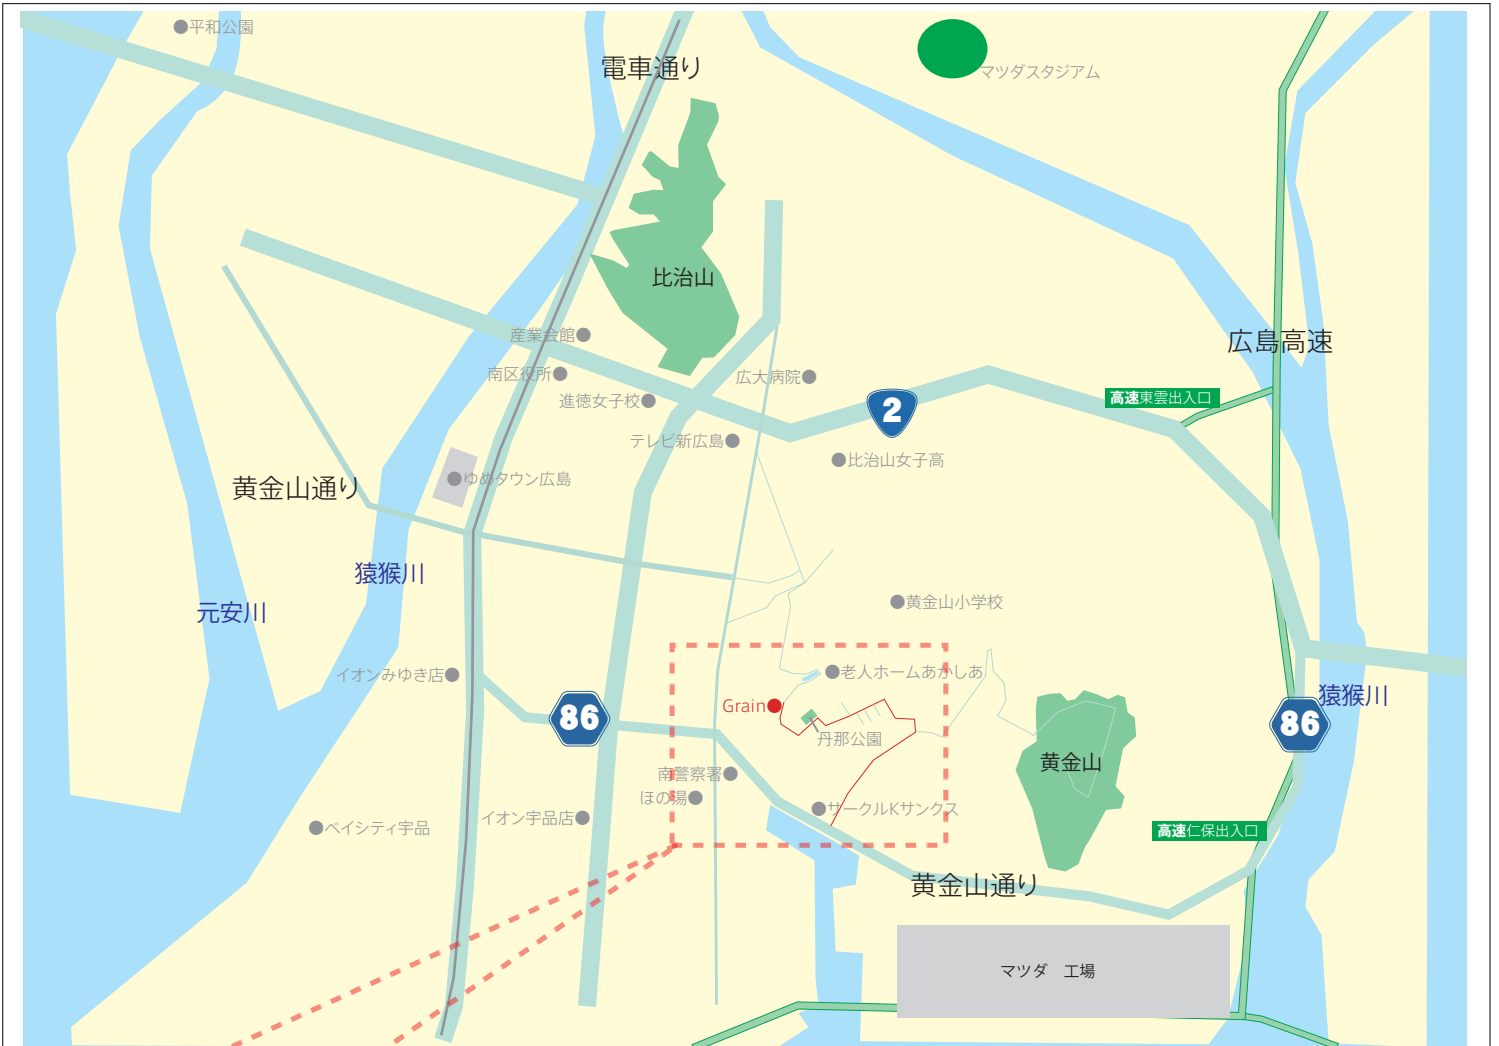 平和公園
電車通り
マツダスタジアム
比治山
産業会館
広島高速
南区役所
広大病院
高速東雲出入口
進徳女子校
2
テレビ新広島
比治山女子高
ゆめタウン広島
黄金山通り
猿猴川
元安川
黄金山小学校
イオンみゆき店
老人ホームあかしあ
猿猴川
Grain
86
86
丹那公園
黄金山
南警察署
ほの湯
サークルKサンクス
イオン宇品店
ベイシティ宇品
高速仁保出入口
黄金山通り
マツダ　工場